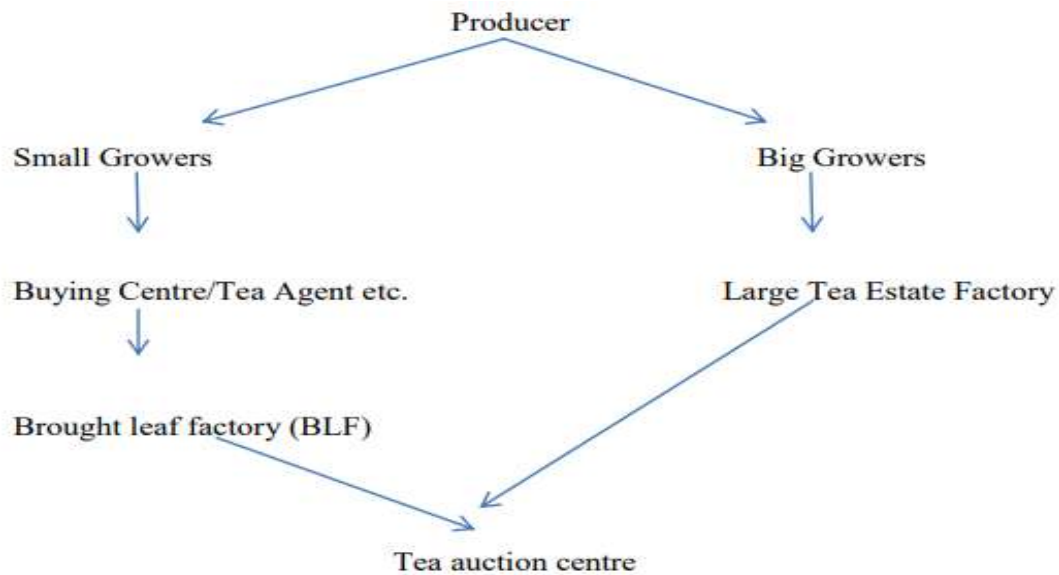 Producer
Small Growers
Big Growers
Buying Centre/Tea Agent etc.
Large Tea Estate Factory
Brought leaf factory (BLF)
Tea auction centre